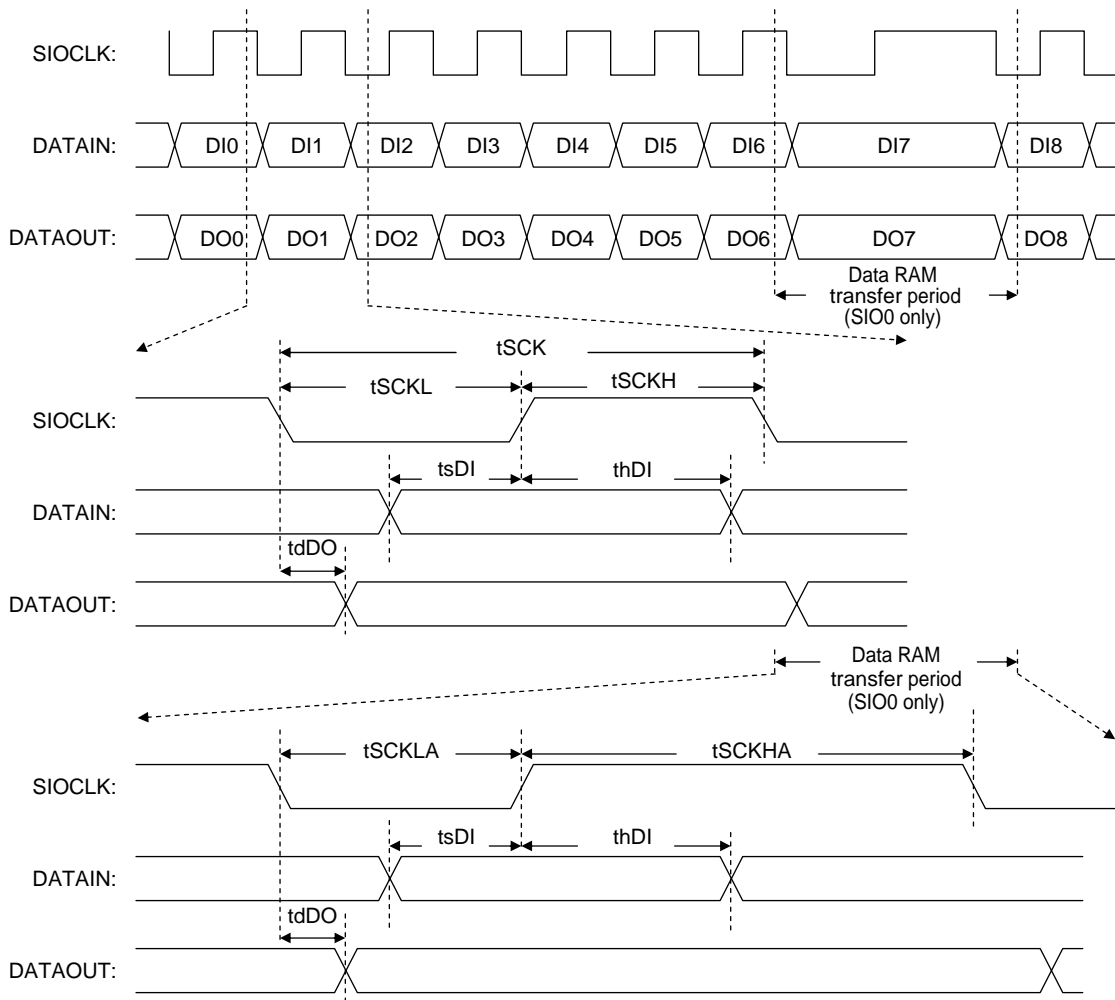 SIOCLK:
DATAIN: DI0 DI1 DI2 DI3 DI4 DI5 DI6 DI7 DI8
DATAOUT: DO0 DO1 DO2 DO3 DO4 DO5 DO6 DO7 DO8
Data RAM
transfer period
(SIO0 only)
tSCK
tSCKL tSCKH
SIOCLK:
tsDI thDI
DATAIN:
tdDO
DATAOUT:
Data RAM
transfer period
(SIO0 only)
tSCKLA tSCKHA
SIOCLK:
tsDI thDI
DATAIN:
tdDO
DATAOUT: